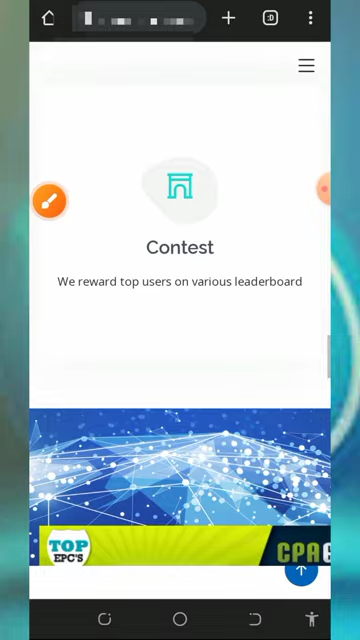 :D
Contest
We reward top users on various leaderboard
TOP
EPC'S
CPA